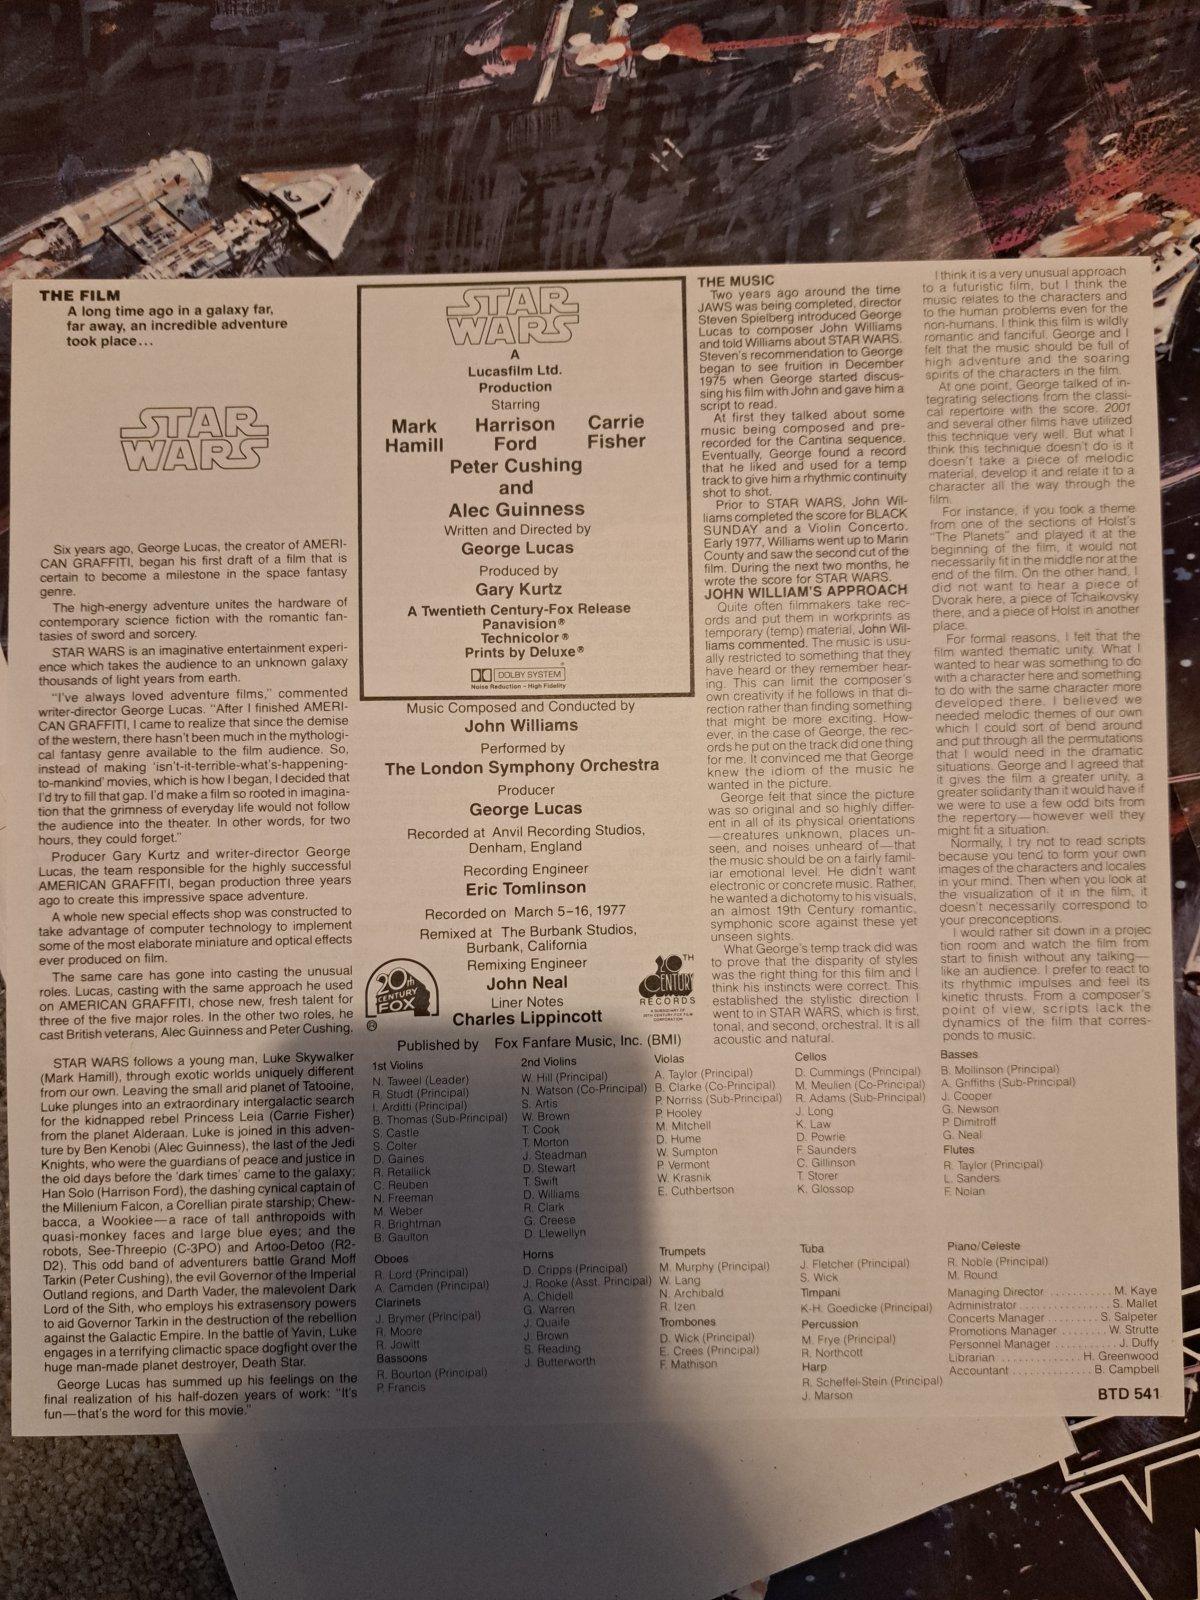 THE FILM
A long time ago in a galaxy far,
far away, an incredible adventure
took place...
STAR
WARS
Six years ago, George Lucas, the creator of AMERI-
CAN GRAFFITI, began his first draft of a film that is
certain to become a milestone in the space fantasy
genre.
The high-energy adventure unites the hardware of
contemporary science fiction with the romantic fan-
tasies of sword and sorcery.
STAR WARS is an imaginative entertainment experi-
ence which takes the audience to an unknown galaxy
thousands of light years from earth.
"I've always loved adventure films," commented
writer-director George Lucas. "After I finished AMERI-
CAN GRAFFITI, I came to realize that since the demise
of the western, there hasn't been much in the mythologi-
cal fantasy genre available to the film audience. So,
instead of making 'isn't-it-terrible-what's-happening-
to-mankind' movies, which is how I began, I decided that
I'd try to fill that gap. I'd make a film so rooted in imagina-
tion that the grimness of everyday life would not follow
the audience into the theater. In other words, for two
hours, they could forget."
Producer Gary Kurtz and writer-director George
Lucas, the team responsible for the highly successful
AMERICAN GRAFFITI, began production three years
ago to create this impressive space adventure.
A whole new special effects shop was constructed to
take advantage of computer technology to implement
some of the most elaborate miniature and optical effects
ever produced on film.
The same care has gone into casting the unusual
roles. Lucas, casting with the same approach he used
on AMERICAN GRAFFITI, chose new, fresh talent for
three of the five major roles. In the other two roles, he
cast British veterans, Alec Guinness and Peter Cushing.
STAR WARS follows a young man, Luke Skywalker
(Mark Hamill), through exotic worlds uniquely different
from our own. Leaving the small arid planet of Tatooine,
Luke plunges into an extraordinary intergalactic search
for the kidnapped rebel Princess Leia (Carrie Fisher)
from the planet Alderaan. Luke is joined in this adven-
ture by Ben Kenobi (Alec Guinness), the last of the Jedi
Knights, who were the guardians of peace and justice in
the old days before the 'dark times' came to the galaxy;
Han Solo (Harrison Ford), the dashing cynical captain of
the Millenium Falcon, a Corellian pirate starship; Chew-
bacca, a Wookiee—a race of tall anthropoids with
quasi-monkey faces and large blue eyes; and the
robots, See-Threepio (C-3PO) and Artoo-Detoo (R2-
D2). This odd band of adventurers battle Grand Moff
Tarkin (Peter Cushing), the evil Governor of the Imperial
Outland regions, and Darth Vader, the malevolent Dark
Lord of the Sith, who employs his extrasensory powers
to aid Governor Tarkin in the destruction of the rebellion
against the Galactic Empire. In the battle of Yavin, Luke
engages in a terrifying climactic space dogfight over the
huge man-made planet destroyer, Death Star.
George Lucas has summed up his feelings on the
final realization of his half-dozen years of work: "It's
fun—that's the word for this movie."
STAR
WARS
A
Lucasfilm Ltd.
Production
Starring
Mark Harrison Carrie
Hamill Ford Fisher
Peter Cushing
and
Alec Guinness
Written and Directed by
George Lucas
Produced by
Gary Kurtz
A Twentieth Century-Fox Release
Panavision®
Technicolor®
Prints by Deluxe®
DOLBY SYSTEM®
Noise Reduction - High Fidelity
Music Composed and Conducted by
John Williams
Performed by
The London Symphony Orchestra
Producer
George Lucas
Recorded at Anvil Recording Studios,
Denham, England
Recording Engineer
Eric Tomlinson
Recorded on March 5-16, 1977
Remixed at The Burbank Studios,
Burbank, California
Remixing Engineer
John Neal
Liner Notes
Charles Lippincott
Published by Fox Fanfare Music, Inc. (BMI)
20th
CENTURY
FOX
®
20TH
CENTURY
RECORDS
A SUBSIDIARY OF
20TH CENTURY-FOX FILM
CORPORATION
THE MUSIC
Two years ago around the time
JAWS was being completed, director
Steven Spielberg introduced George
Lucas to composer John Williams
and told Williams about STAR WARS.
Steven's recommendation to George
began to see fruition in December
1975 when George started discus-
sing his film with John and gave him a
script to read.
At first they talked about some
music being composed and pre-
recorded for the Cantina sequence.
Eventually, George found a record
that he liked and used for a temp
track to give him a rhythmic continuity
shot to shot.
Prior to STAR WARS, John Wil-
liams completed the score for BLACK
SUNDAY and a Violin Concerto.
Early 1977, Williams went up to Marin
County and saw the second cut of the
film. During the next two months, he
wrote the score for STAR WARS.
JOHN WILLIAM'S APPROACH
Quite often filmmakers take rec-
ords and put them in workprints as
temporary (temp) material, John Wil-
liams commented. The music is usu-
ally restricted to something that they
have heard or they remember hear-
ing. This can limit the composer's
own creativity if he follows in that di-
rection rather than finding something
that might be more exciting. How-
ever, in the case of George, the rec-
ords he put on the track did one thing
for me. It convinced me that George
knew the idiom of the music he
wanted in the picture.
George felt that since the picture
was so original and so highly differ-
ent in all of its physical orientations
—creatures unknown, places un-
seen, and noises unheard of—that
the music should be on a fairly famil-
iar emotional level. He didn't want
electronic or concrete music. Rather,
he wanted a dichotomy to his visuals,
an almost 19th Century romantic,
symphonic score against these yet
unseen sights.
What George's temp track did was
to prove that the disparity of styles
was the right thing for this film and I
think his instincts were correct. This
established the stylistic direction I
went to in STAR WARS, which is first,
tonal, and second, orchestral. It is all
acoustic and natural.
I think it is a very unusual approach
to a futuristic film, but I think the
music relates to the characters and
to the human problems even for the
non-humans. I think this film is wildly
romantic and fanciful. George and I
felt that the music should be full of
high adventure and the soaring
spirits of the characters in the film.
At one point, George talked of in-
tegrating selections from the classi-
cal repertoire with the score. 2001
and several other films have utilized
this technique very well. But what I
think this technique doesn't do is it
doesn't take a piece of melodic
material, develop it and relate it to a
character all the way through the
film.
For instance, if you took a theme
from one of the sections of Holst's
"The Planets" and played it at the
beginning of the film, it would not
necessarily fit in the middle nor at the
end of the film. On the other hand, I
did not want to hear a piece of
Dvorak here, a piece of Tchaikovsky
there, and a piece of Holst in another
place.
For formal reasons, I felt that the
film wanted thematic unity. What I
wanted to hear was something to do
with a character here and something
to do with the same character more
developed there. I believed we
needed melodic themes of our own
which I could sort of bend around
and put through all the permutations
that I would need in the dramatic
situations. George and I agreed that
it gives the film a greater unity, a
greater solidarity than it would have if
we were to use a few odd bits from
the repertory—however well they
might fit a situation.
Normally, I try not to read scripts
because you tend to form your own
images of the characters and locales
in your mind. Then when you look at
the visualization of it in the film, it
doesn't necessarily correspond to
your preconceptions.
I would rather sit down in a projec
tion room and watch the film from
start to finish without any talking—
like an audience. I prefer to react to
its rhythmic impulses and feel its
kinetic thrusts. From a composer's
point of view, scripts lack the
dynamics of the film that corres-
ponds to music.
1st Violins
N. Taweel (Leader)
R. Studt (Principal)
I. Arditti (Principal)
B. Thomas (Sub-Principal)
S. Castle
S. Colter
D. Gaines
R. Retallick
C. Reuben
N. Freeman
M. Weber
R. Brightman
B. Gaulton
Oboes
R. Lord (Principal)
A. Camden (Principal)
Clarinets
J. Brymer (Principal)
R. Moore
R. Jowitt
Bassoons
R. Bourton (Principal)
P. Francis
2nd Violins
W. Hill (Principal)
N. Watson (Co-Principal)
S. Artis
W. Brown
T. Cook
T. Morton
J. Steadman
D. Stewart
T. Swift
D. Williams
R. Clark
G. Creese
D. Llewellyn
Horns
D. Cripps (Principal)
J. Rooke (Asst. Principal)
A. Chidell
G. Warren
J. Quaife
J. Brown
S. Reading
J. Butterworth
Violas
A. Taylor (Principal)
B. Clarke (Co-Principal)
P. Norriss (Sub-Principal)
P. Hooley
M. Mitchell
D. Hume
W. Sumpton
P. Vermont
W. Krasnik
E. Cuthbertson
Trumpets
M. Murphy (Principal)
W. Lang
N. Archibald
R. Izen
Trombones
D. Wick (Principal)
E. Crees (Principal)
F. Mathison
Cellos
D. Cummings (Principal)
M. Meulien (Co-Principal)
R. Adams (Sub-Principal)
J. Long
K. Law
D. Powrie
F. Saunders
C. Gillinson
T. Storer
K. Glossop
Tuba
J. Fletcher (Principal)
S. Wick
Timpani
K-H. Goedicke (Principal)
Percussion
M. Frye (Principal)
R. Northcott
Harp
R. Scheffel-Stein (Principal)
J. Marson
Basses
B. Mollinson (Principal)
A. Griffiths (Sub-Principal)
J. Cooper
G. Newson
P. Dimitroff
G. Neal
Flutes
R. Taylor (Principal)
L. Sanders
F. Nolan
Piano/Celeste
R. Noble (Principal)
M. Round
Managing Director ........... M. Kaye
Administrator ............... S. Mallet
Concerts Manager ........ S. Salpeter
Promotions Manager ........ W. Strutte
Personnel Manager ........... J. Duffy
Librarian .............. H. Greenwood
Accountant .............. B. Campbell
BTD 541